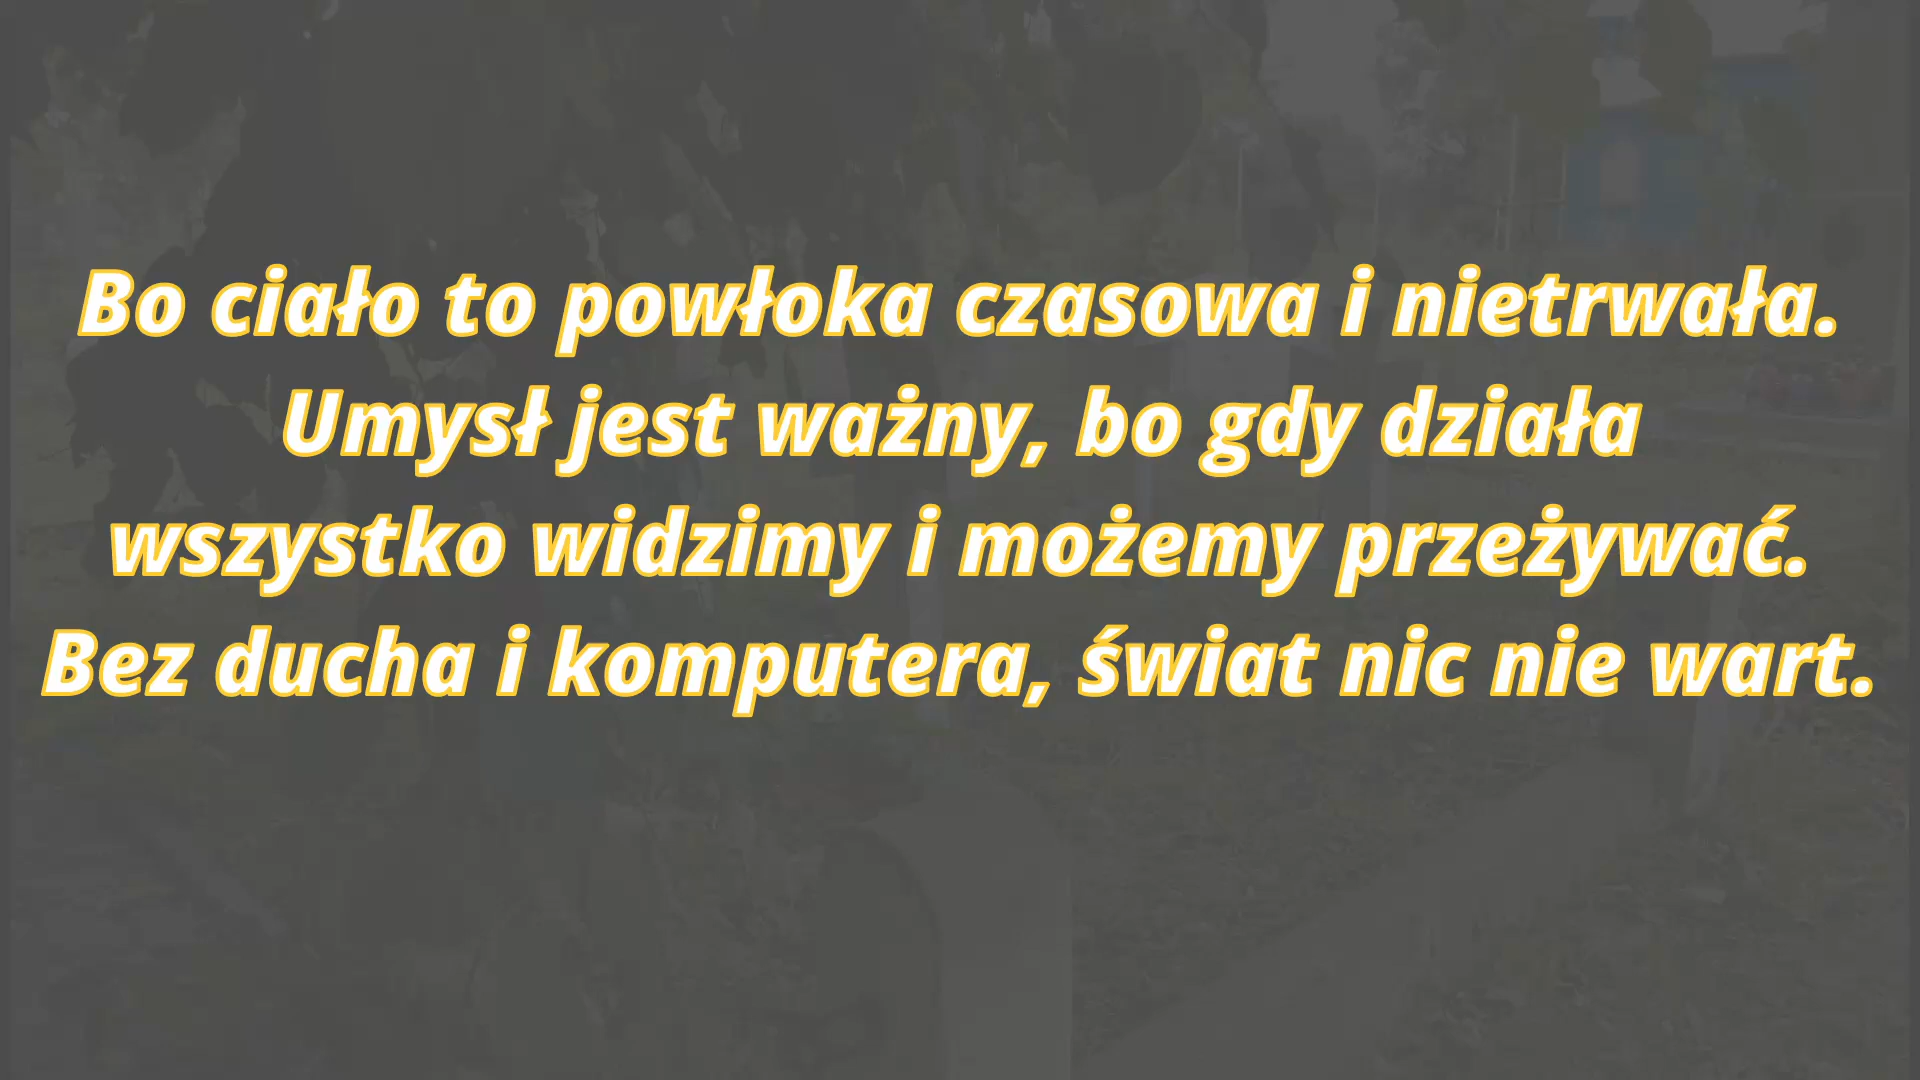 Bo ciało to powłoka czasowa i nietrwała.
Umysł jest ważny, bo gdy działa
wszystko widzimy i możemy przeżywać.
Bez ducha i komputera, świat nic nie wart.